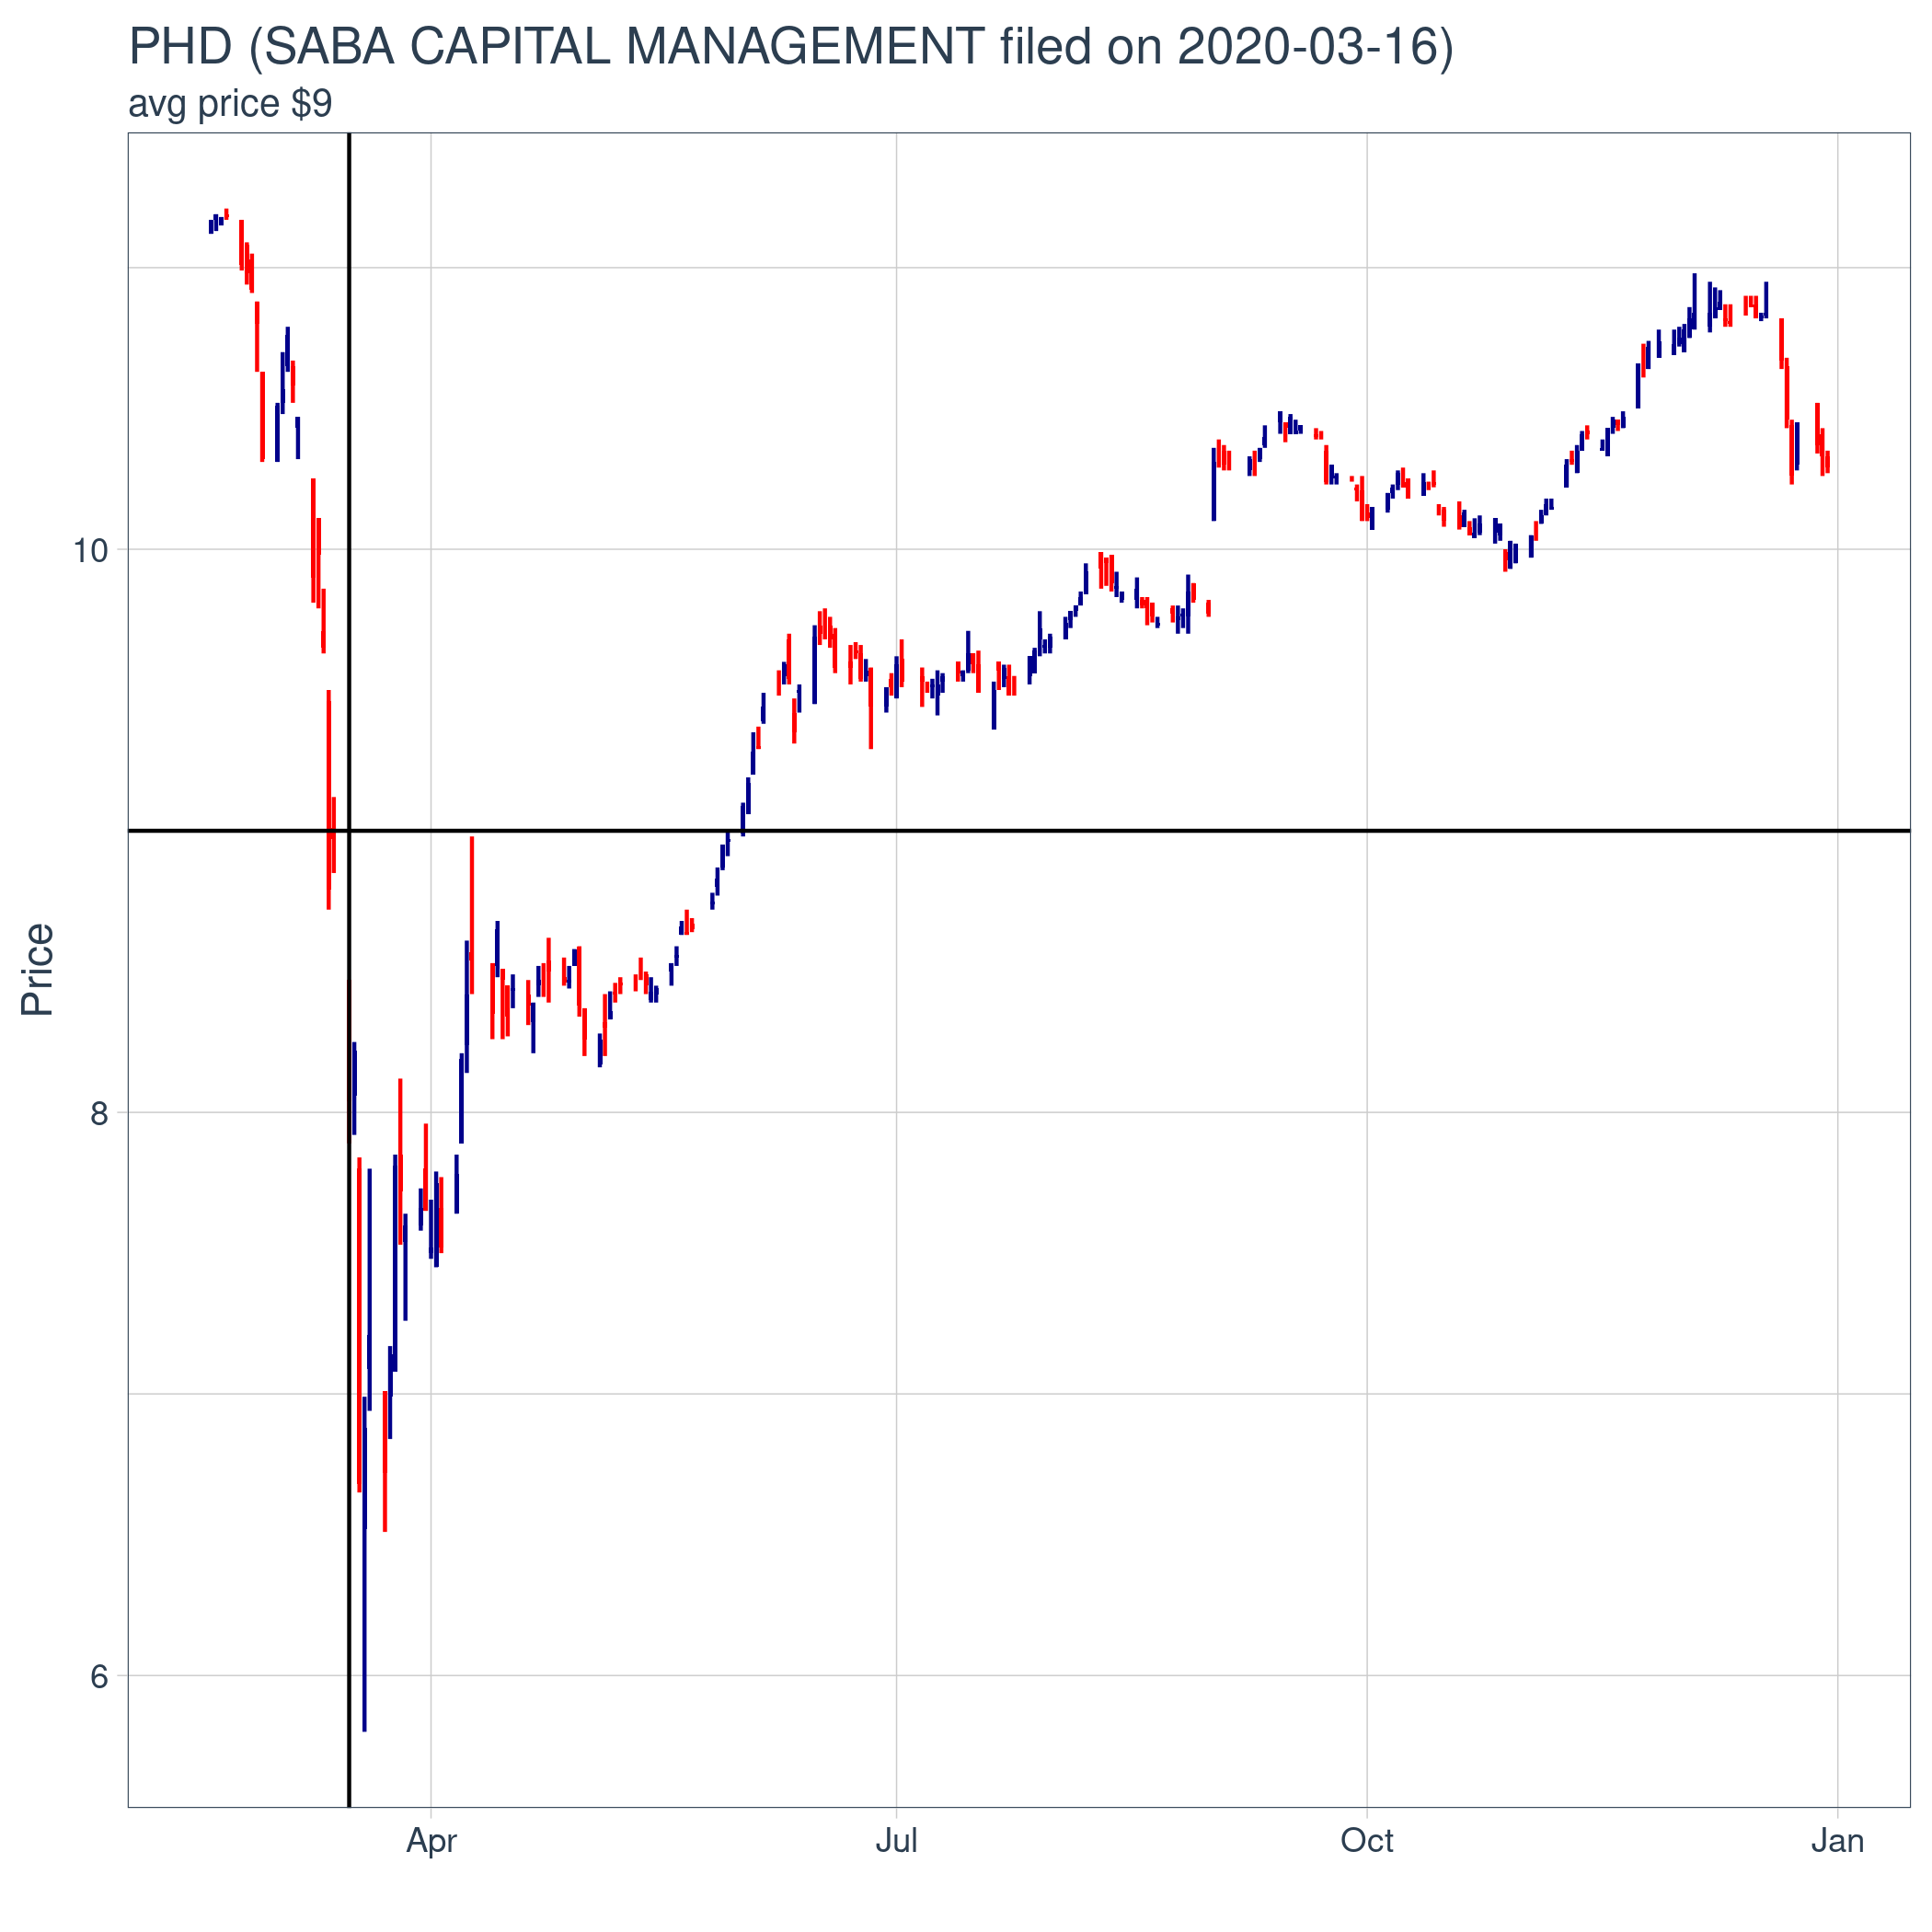 PHD (SABA CAPITAL MANAGEMENT filed on 2020-03-16)
avg price $9
10
8
6
Price
Apr
Jul
Oct
Jan